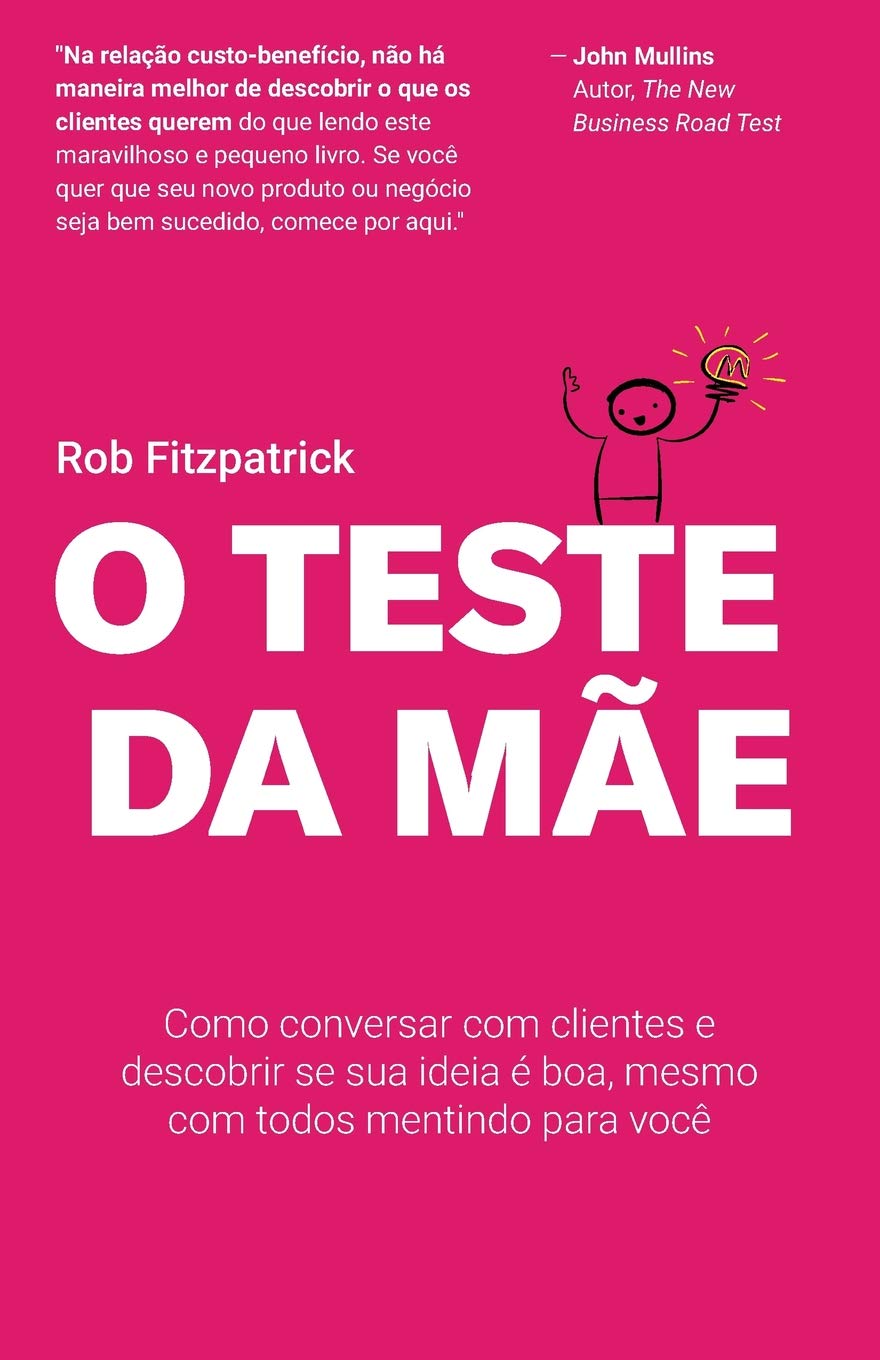 "Na relação custo-benefício, não há
maneira melhor de descobrir o que os
clientes querem do que lendo este
maravilhoso e pequeno livro. Se você
quer que seu novo produto ou negócio
seja bem sucedido, comece por aqui."
— John Mullins
Autor, The New
Business Road Test
M
Rob Fitzpatrick
O TESTE
DA MÃE
Como conversar com clientes e
descobrir se sua ideia é boa, mesmo
com todos mentindo para você